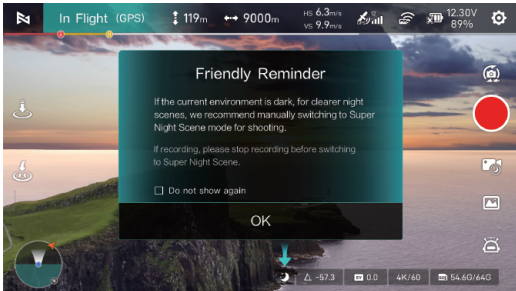 In Flight (GPS)
119m
9000m
HS 6.3m/s
VS 9.9m/s
12
12.30V
89%
Friendly Reminder
If the current environment is dark, for clearer night
scenes, we recommend manually switching to Super
Night Scene mode for shooting.
If recording, please stop recording before switching
to Super Night Scene.
Do not show again
OK
-57.3
EV 0.0
4K/60
54.6G/64G